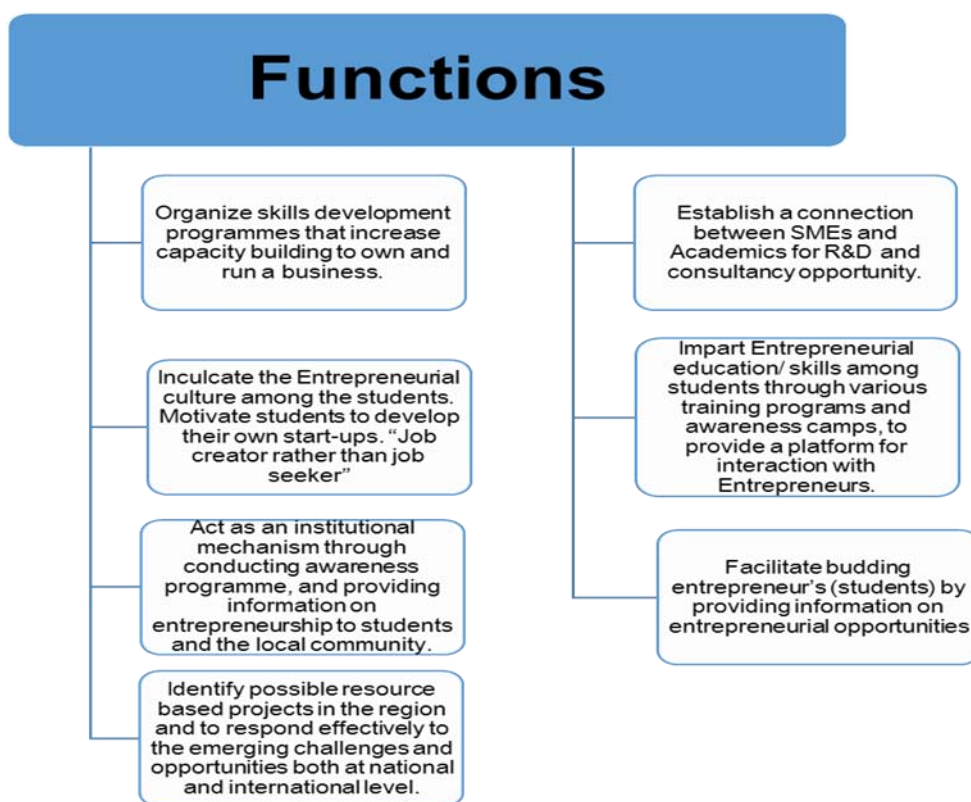 Functions
Organize skills development
programmes that increase
capacity building to own and
run a business.
Inculcate the Entrepreneurial
culture among the students.
Motivate students to develop
their own start-ups. “Job
creator rather than job
seeker”
Act as an institutional
mechanism through
conducting awareness
programme, and providing
information on
entrepreneurship to students
and the local community.
Identify possible resource
based projects in the region
and to respond effectively to
the emerging challenges and
opportunities both at national
and international level.
Establish a connection
between SMEs and
Academics for R&D and
consultancy opportunity.
Impart Entrepreneurial
education/ skills among
students through various
training programs and
awareness camps, to
provide a platform for
interaction with
Entrepreneurs.
Facilitate budding
entrepreneur’s (students) by
providing information on
entrepreneurial opportunities